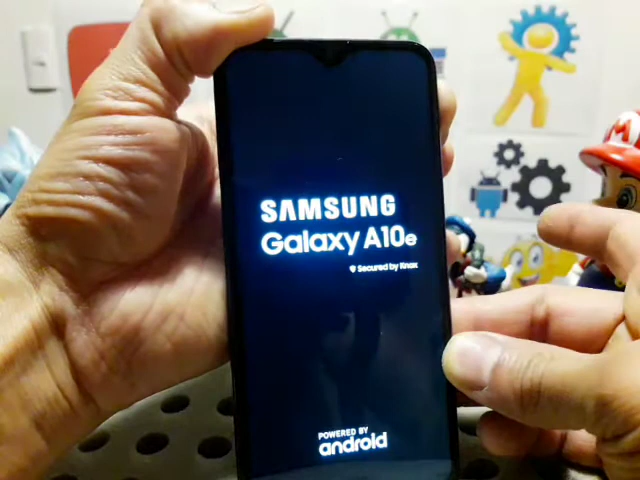 SAMSUNG
Galaxy A10e
Secured by Knox
POWERED BY
android